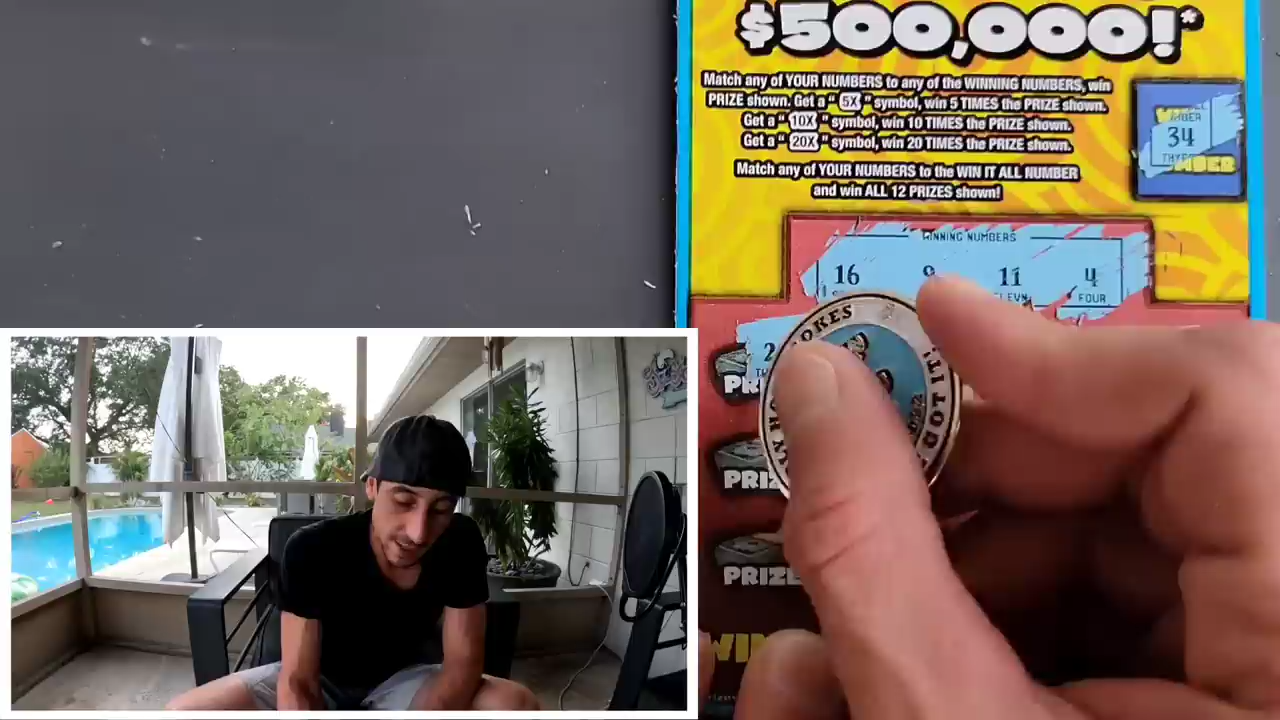 $500,000!*
Match any of YOUR NUMBERS to any of the WINNING NUMBERS, win
PRIZE shown. Get a "5X" symbol, win 5 TIMES the PRIZE shown.
Get a "10X" symbol, win 10 TIMES the PRIZE shown.
Get a "20X" symbol, win 20 TIMES the PRIZE shown.
Match any of YOUR NUMBERS to the WIN IT ALL NUMBER
and win ALL 12 PRIZES shown!
34
WINNING NUMBERS
16 9 11 4
FOUR